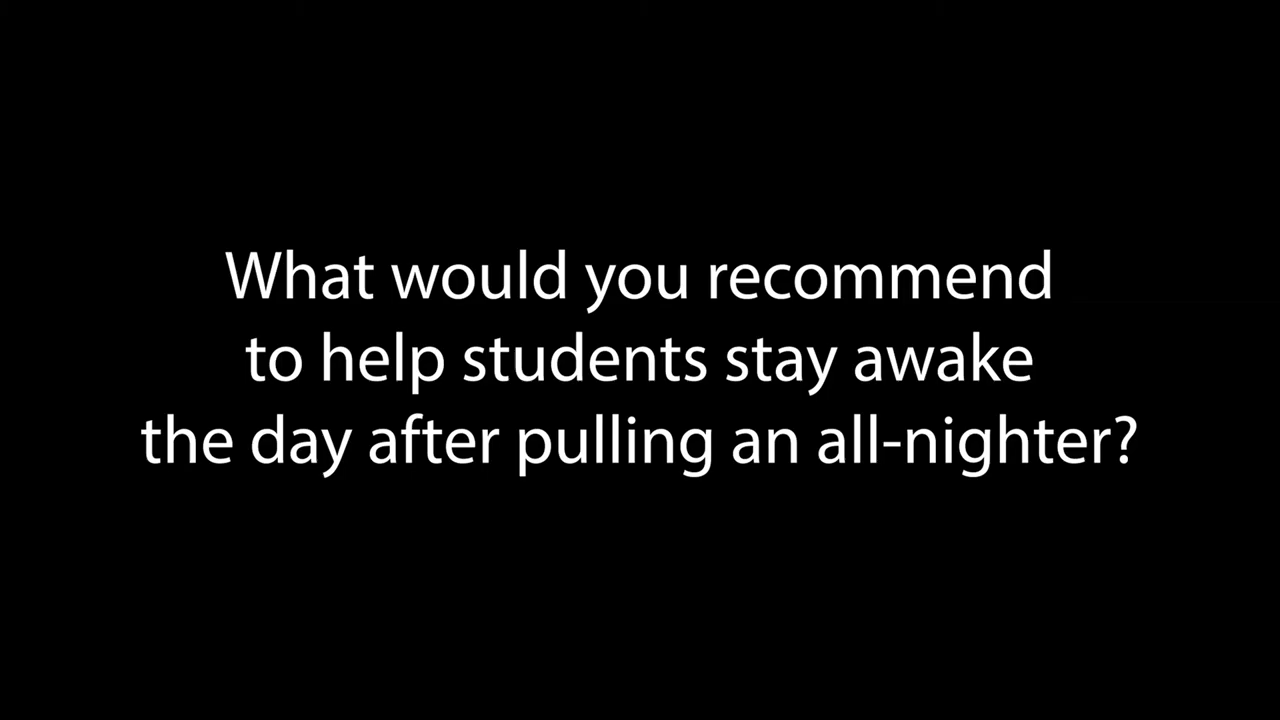 What would you recommend
to help students stay awake
the day after pulling an all-nighter?